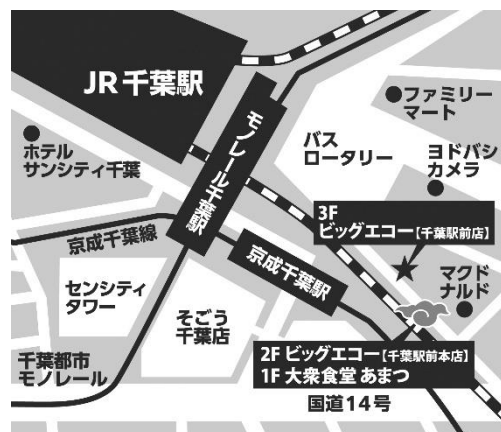 JR千葉駅
モノレール千葉駅
ファミリー
マート
バス
ロータリー
ヨドバシ
カメラ
ホテル
サンシティ千葉
3F
ビッグエコー【千葉駅前店】
京成千葉線
京成千葉駅
マクド
ナルド
センシティ
タワー
そごう
千葉店
2F ビッグエコー【千葉駅前本店】
1F 大衆食堂 あまつ
千葉都市
モノレール
国道14号